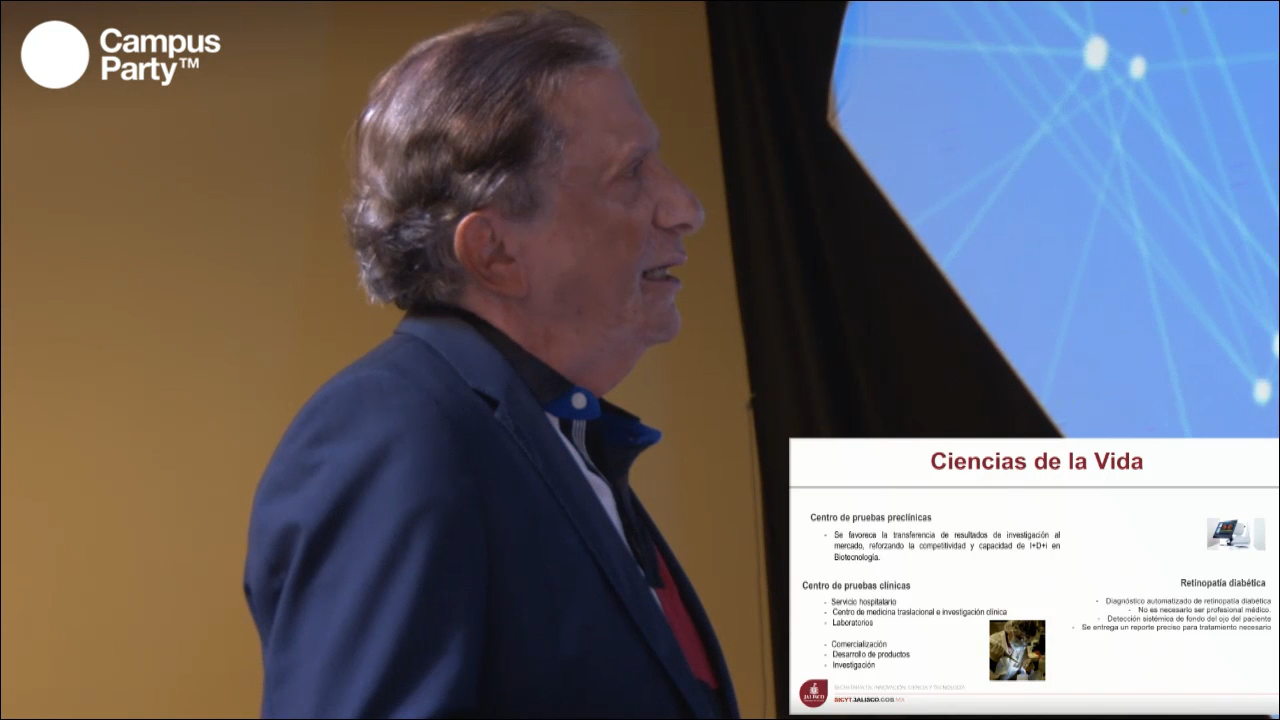 Campus
Party™
Ciencias de la Vida
Centro de pruebas preclínicas
- Se favorece la transferencia de resultados de investigación al
mercado, reforzando la competitividad y capacidad de I+D+i en
Biotecnología.
Centro de pruebas clínicas
- Servicio hospitalario
- Centro de medicina traslacional e investigación clínica
- Laboratorios
- Comercialización
- Desarrollo de productos
- Investigación
Retinopatía diabética
- Diagnóstico automatizado de retinopatía diabética
- No es necesario ser profesional médico.
- Detección sistómica de fondo del ojo del paciente
- Se entrega un reporte preciso para tratamiento necesario
JALISCO
SICYT.JALISCO.GOB.MX